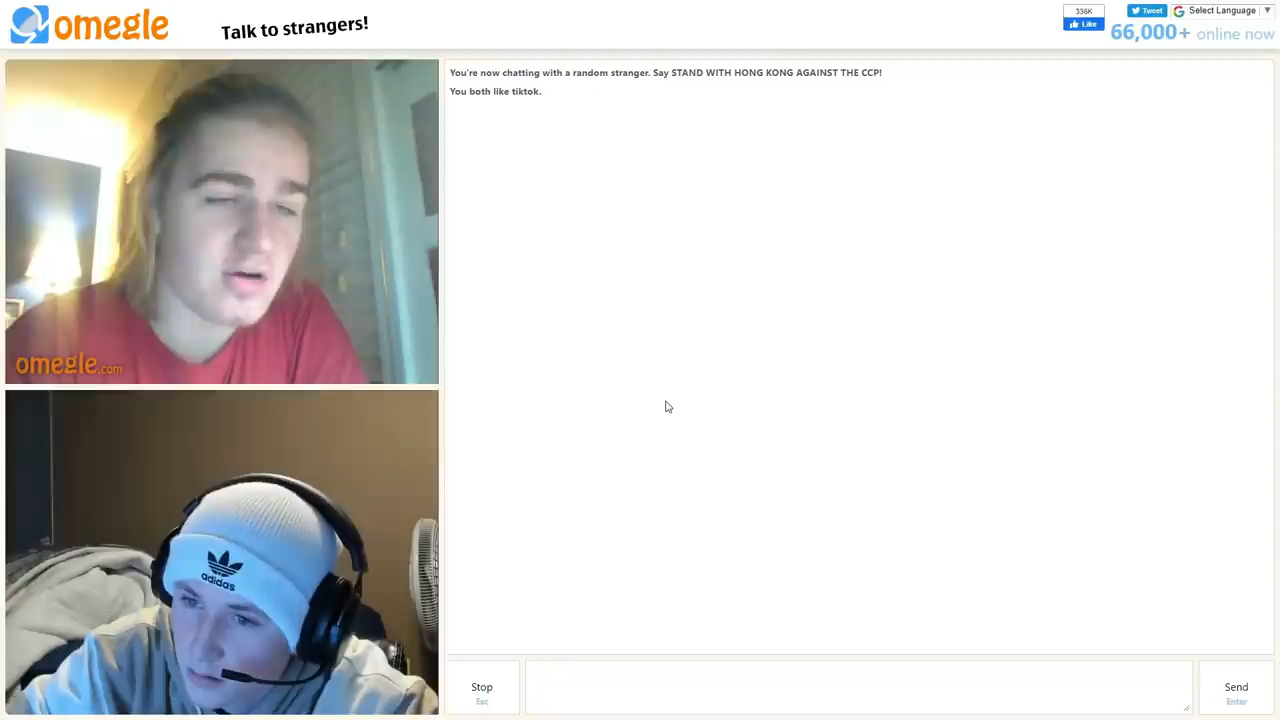 omegle
Talk to strangers!
336K
Like
Tweet
Select Language ▼
66,000+ online now
You're now chatting with a random stranger. Say STAND WITH HONG KONG AGAINST THE CCP!
You both like tiktok.
omegle.com
adidas
Stop
Esc
Send
Enter